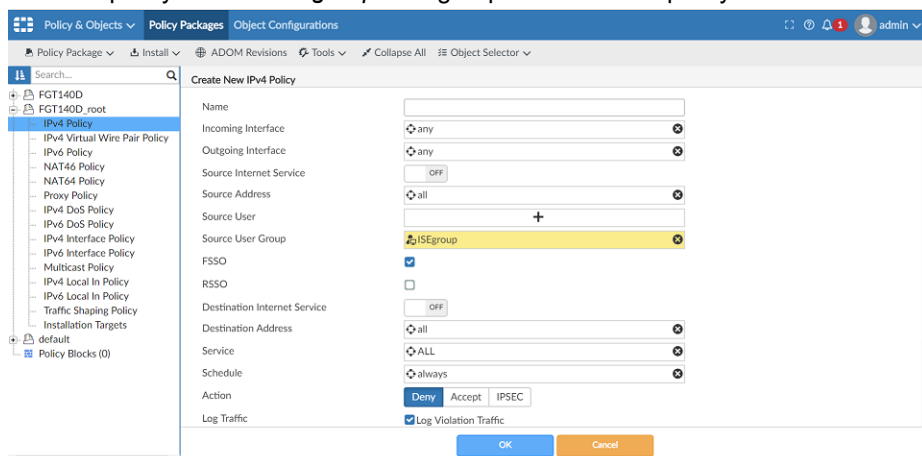 Policy & Objects Policy Packages Object Configurations 1 admin
Policy Package Install ADOM Revisions Tools Collapse All Object Selector
Search...
Create New IPv4 Policy
FGT140D
FGT140D_root
IPv4 Policy
IPv4 Virtual Wire Pair Policy
IPv6 Policy
NAT46 Policy
NAT64 Policy
Proxy Policy
IPv4 DoS Policy
IPv6 DoS Policy
IPv4 Interface Policy
IPv6 Interface Policy
Multicast Policy
IPv4 Local In Policy
IPv6 Local In Policy
Traffic Shaping Policy
Installation Targets
default
Policy Blocks (0)
Name
Incoming Interface any
Outgoing Interface any
Source Internet Service OFF
Source Address all
Source User
Source User Group ISEgroup
FSSO
RSSO
Destination Internet Service OFF
Destination Address all
Service ALL
Schedule always
Action Deny Accept IPSEC
Log Traffic Log Violation Traffic
OK Cancel